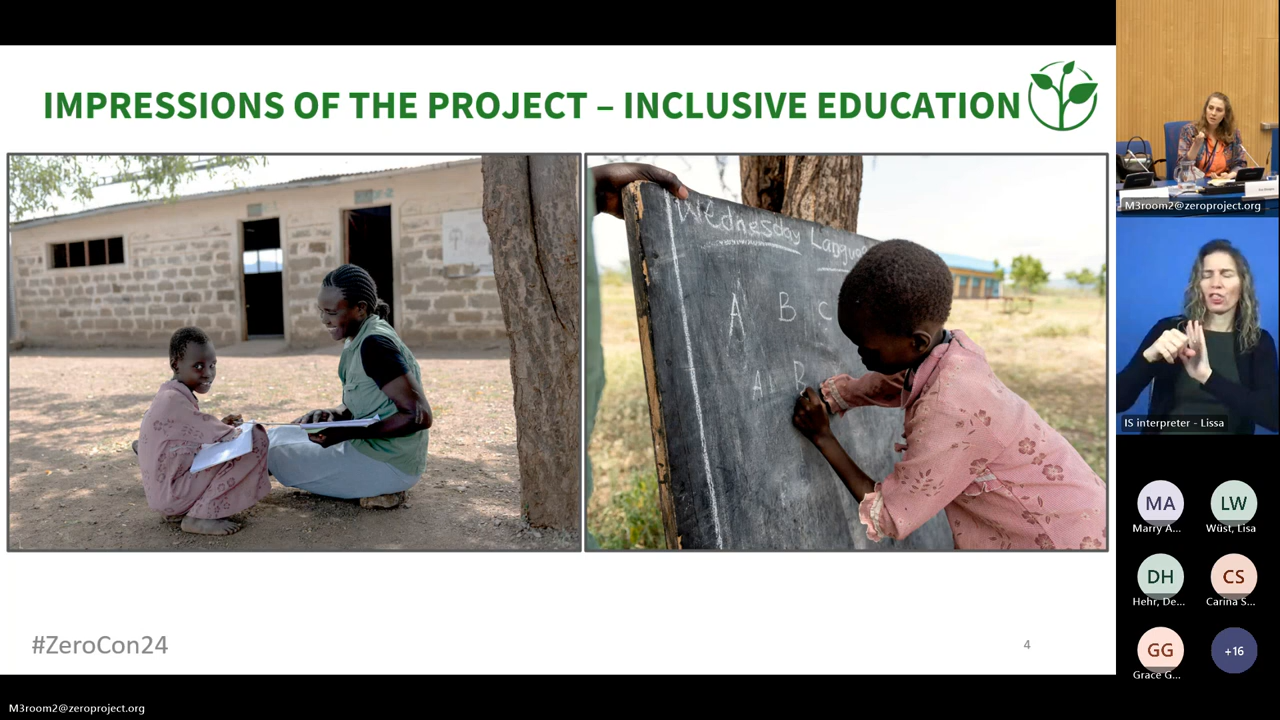 IMPRESSIONS OF THE PROJECT – INCLUSIVE EDUCATION
Wednesday Language
A B C
A B
#ZeroCon24
4
M3room2@zeroproject.org
M3room2@zeroproject.org
IS interpreter - Lissa
MA
LW
Marry A...
Wüst, Lisa
DH
CS
Hehr, De...
Carina S...
GG
+16
Grace G...